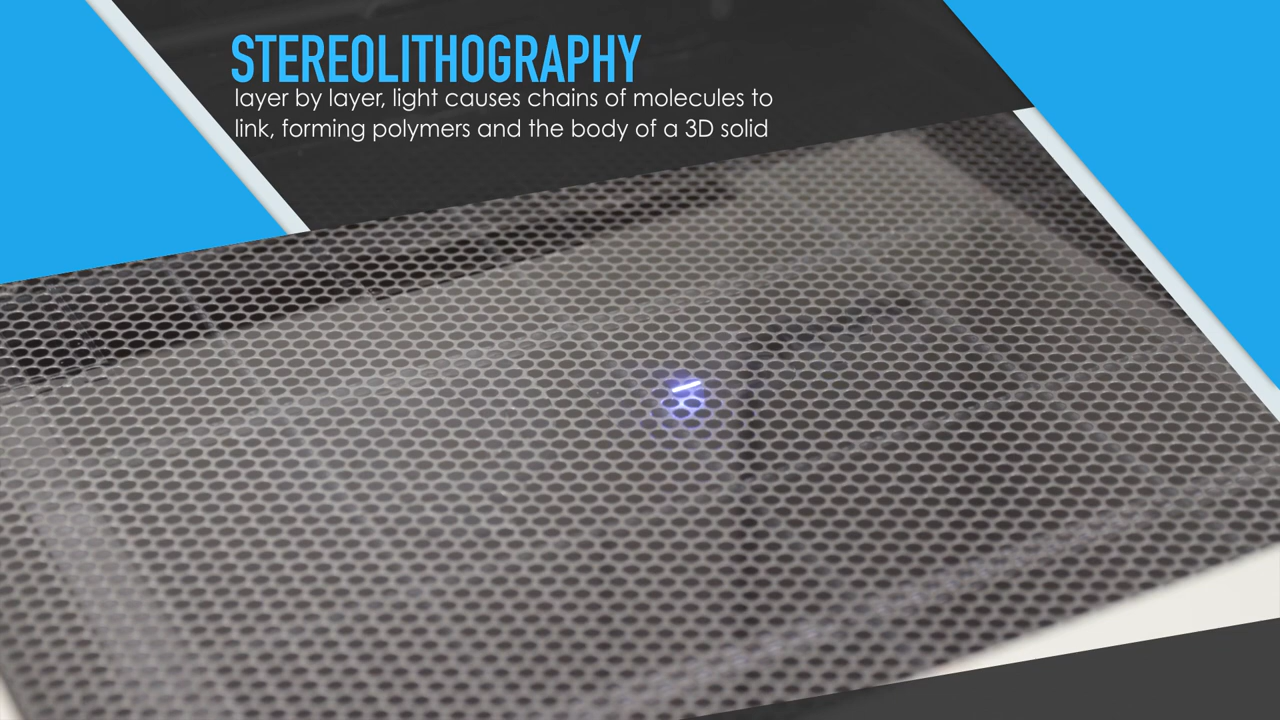 STEREOLITHOGRAPHY
layer by layer, light causes chains of molecules to
link, forming polymers and the body of a 3D solid